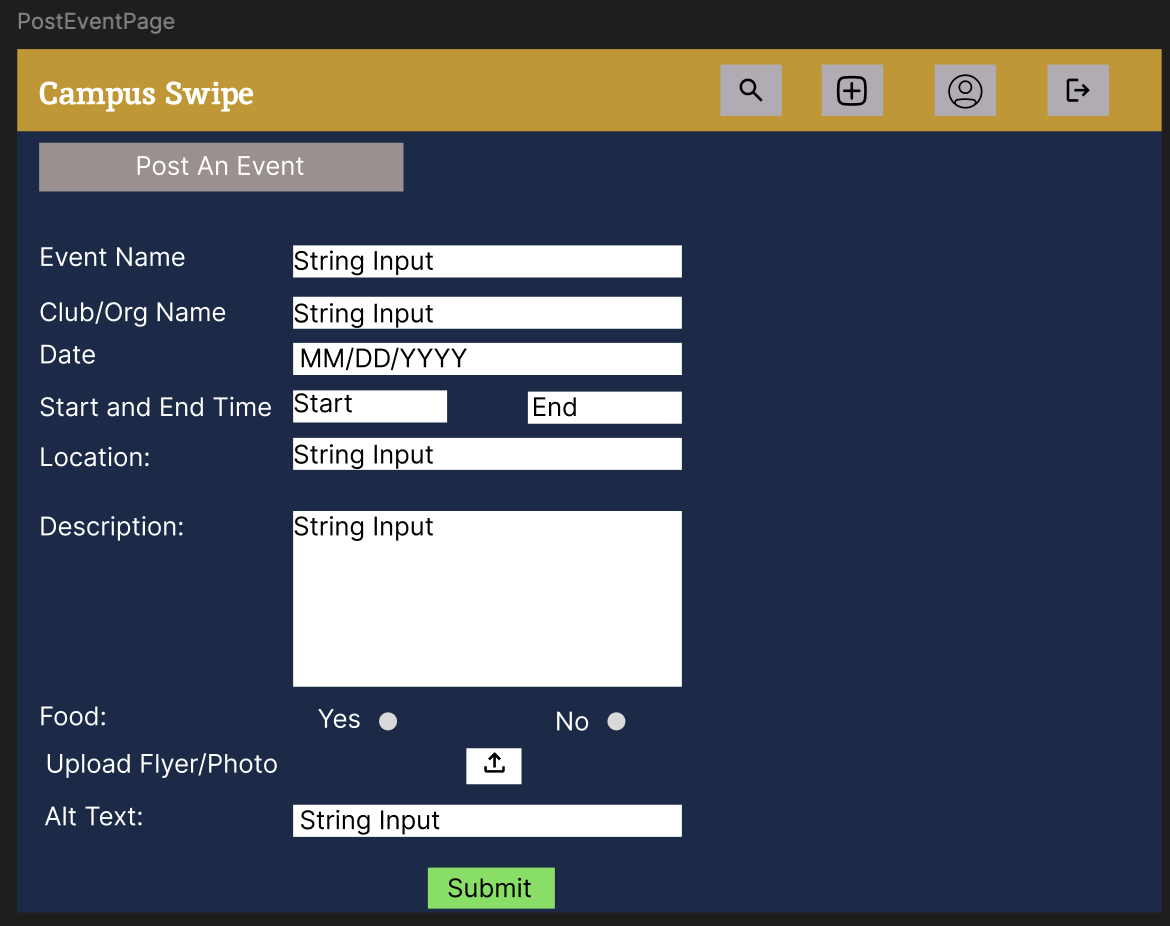 PostEventPage
Campus Swipe
Post An Event
Event Name String Input
Club/Org Name String Input
Date MM/DD/YYYY
Start and End Time Start End
Location: String Input
Description: String Input
Food: Yes No
Upload Flyer/Photo
Alt Text: String Input
Submit